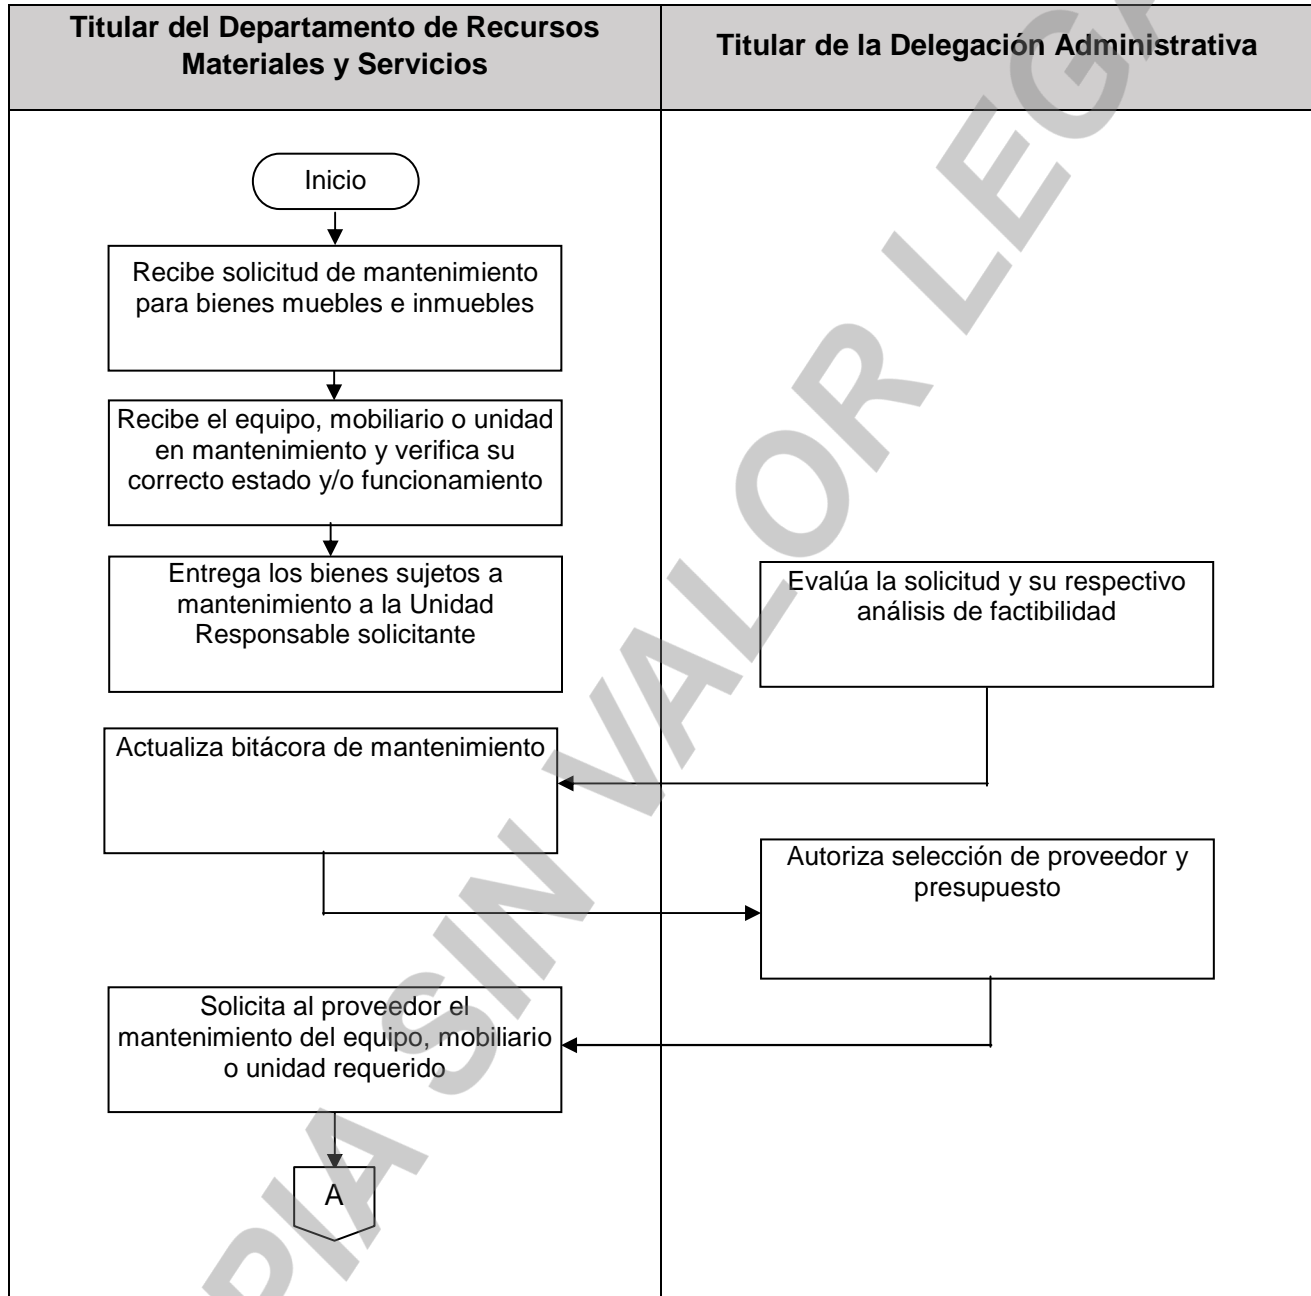 Titular del Departamento de Recursos
Materiales y Servicios
Titular de la Delegación Administrativa
Inicio
Recibe solicitud de mantenimiento
para bienes muebles e inmuebles
Recibe el equipo, mobiliario o unidad
en mantenimiento y verifica su
correcto estado y/o funcionamiento
Entrega los bienes sujetos a
mantenimiento a la Unidad
Responsable solicitante
Evalúa la solicitud y su respectivo
análisis de factibilidad
Actualiza bitácora de mantenimiento
Autoriza selección de proveedor y
presupuesto
Solicita al proveedor el
mantenimiento del equipo, mobiliario
o unidad requerido
A
PIA SIN VALOR LEGA